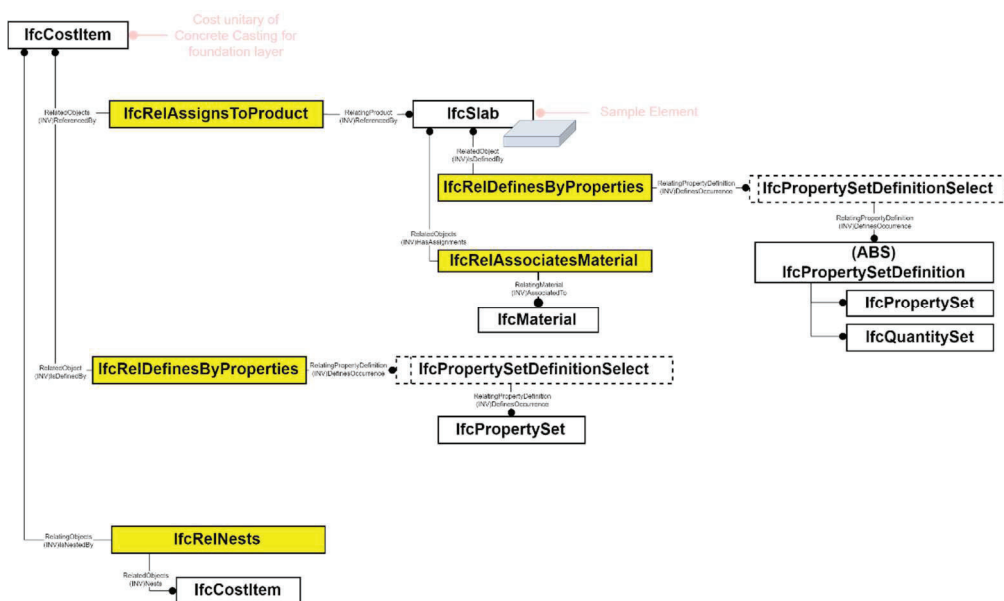 IfcCostItem
Cost unitary of
Concrete Casting for
foundation layer
RelatedObjects
(INV)ReferencedBy
IfcRelAssignsToProduct
RelatingProduct
(INV)ReferencedBy
IfcSlab
Sample Element
RelatedObject
(INV)IsDefinedBy
IfcRelDefinesByProperties
RelatingPropertyDefinition
(INV)DefinesOccurrence
IfcPropertySetDefinitionSelect
RelatingPropertyDefinition
(INV)DefinesOccurrence
RelatedObjects
(INV)HasAssignments
IfcRelAssociatesMaterial
(ABS)
IfcPropertySetDefinition
RelatingMaterial
(INV)AssociatedTo
IfcMaterial
IfcPropertySet
IfcQuantitySet
RelatedObject
(INV)IsDefinedBy
IfcRelDefinesByProperties
RelatingPropertyDefinition
(INV)DefinesOccurrence
IfcPropertySetDefinitionSelect
RelatingPropertyDefinition
(INV)DefinesOccurrence
IfcPropertySet
RelatingObjects
(INV)IsNestedBy
IfcRelNests
RelatedObjects
(INV)Nests
IfcCostItem